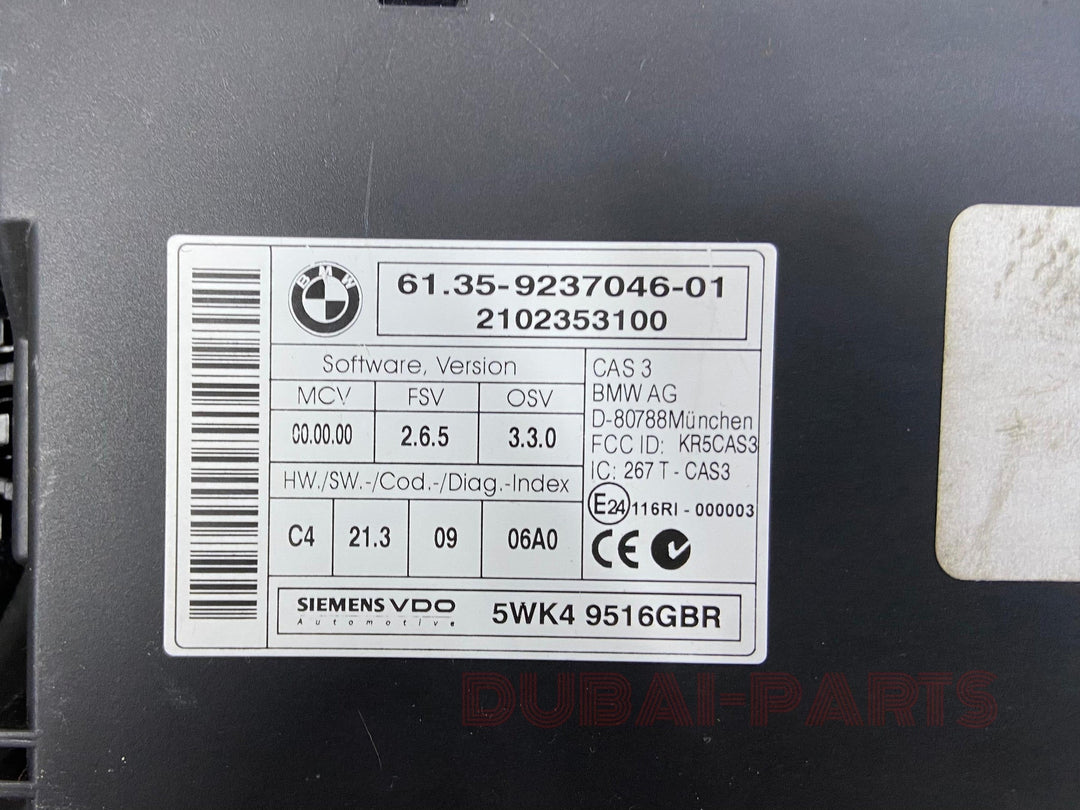 BMW
61.35-9237046-01
2102353100
Software, Version
MCV FSV OSV
00.00.00 2.6.5 3.3.0
HW./SW.-/Cod.-/Diag.-Index
C4 21.3 09 06A0
CAS 3
BMW AG
D-80788München
FCC ID: KR5CAS3
IC: 267 T - CAS3
E24 116RI - 000003
CE
SIEMENS VDO
Automotive
5WK4 9516GBR
DUBAI-PARTS